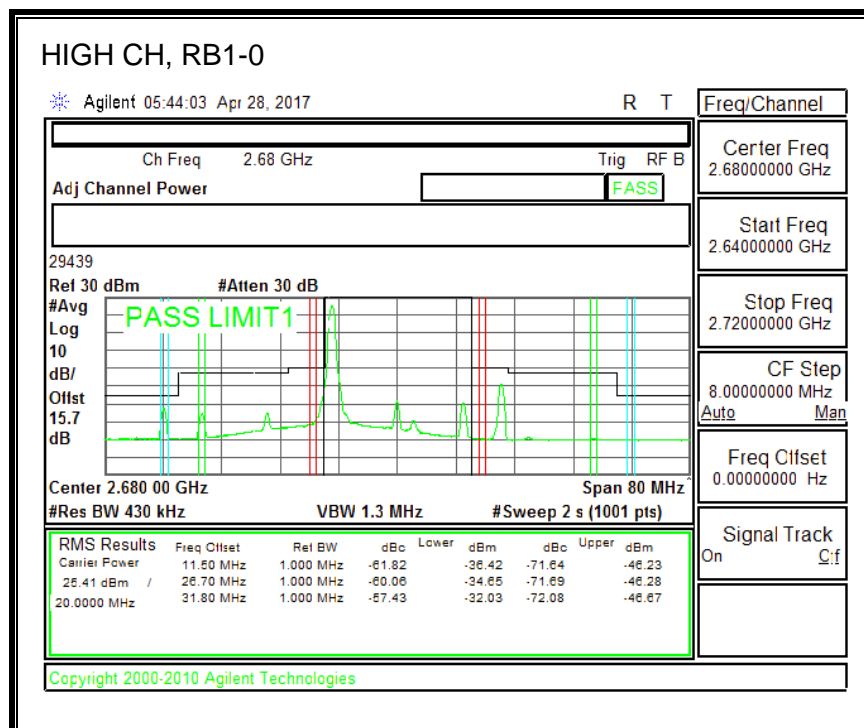 HIGH CH, RB1-0
Agilent 05:44:03 Apr 28, 2017 R T
Freq/Channel
Ch Freq 2.68 GHz Trig RF B
Adj Channel Power PASS
Center Freq
2.68000000 GHz
Start Freq
2.64000000 GHz
Stop Freq
2.72000000 GHz
CF Step
8.00000000 MHz
Auto Man
Freq Offset
0.00000000 Hz
Signal Track
On Off
29439
Ref 30 dBm #Atten 30 dB
#Avg
Log
10
dB/
Offst
15.7
dB
PASS LIMIT1
Center 2.680 00 GHz Span 80 MHz
#Res BW 430 kHz VBW 1.3 MHz #Sweep 2 s (1001 pts)
RMS Results Freq Offset Ref BW dBc Lower dBm dBc Upper dBm
Carrier Power 11.50 MHz 1.000 MHz -61.82 -36.42 -71.64 -46.23
25.41 dBm / 26.70 MHz 1.000 MHz -60.06 -34.65 -71.69 -46.28
20.0000 MHz 31.80 MHz 1.000 MHz -57.43 -32.03 -72.08 -46.67
Copyright 2000-2010 Agilent Technologies